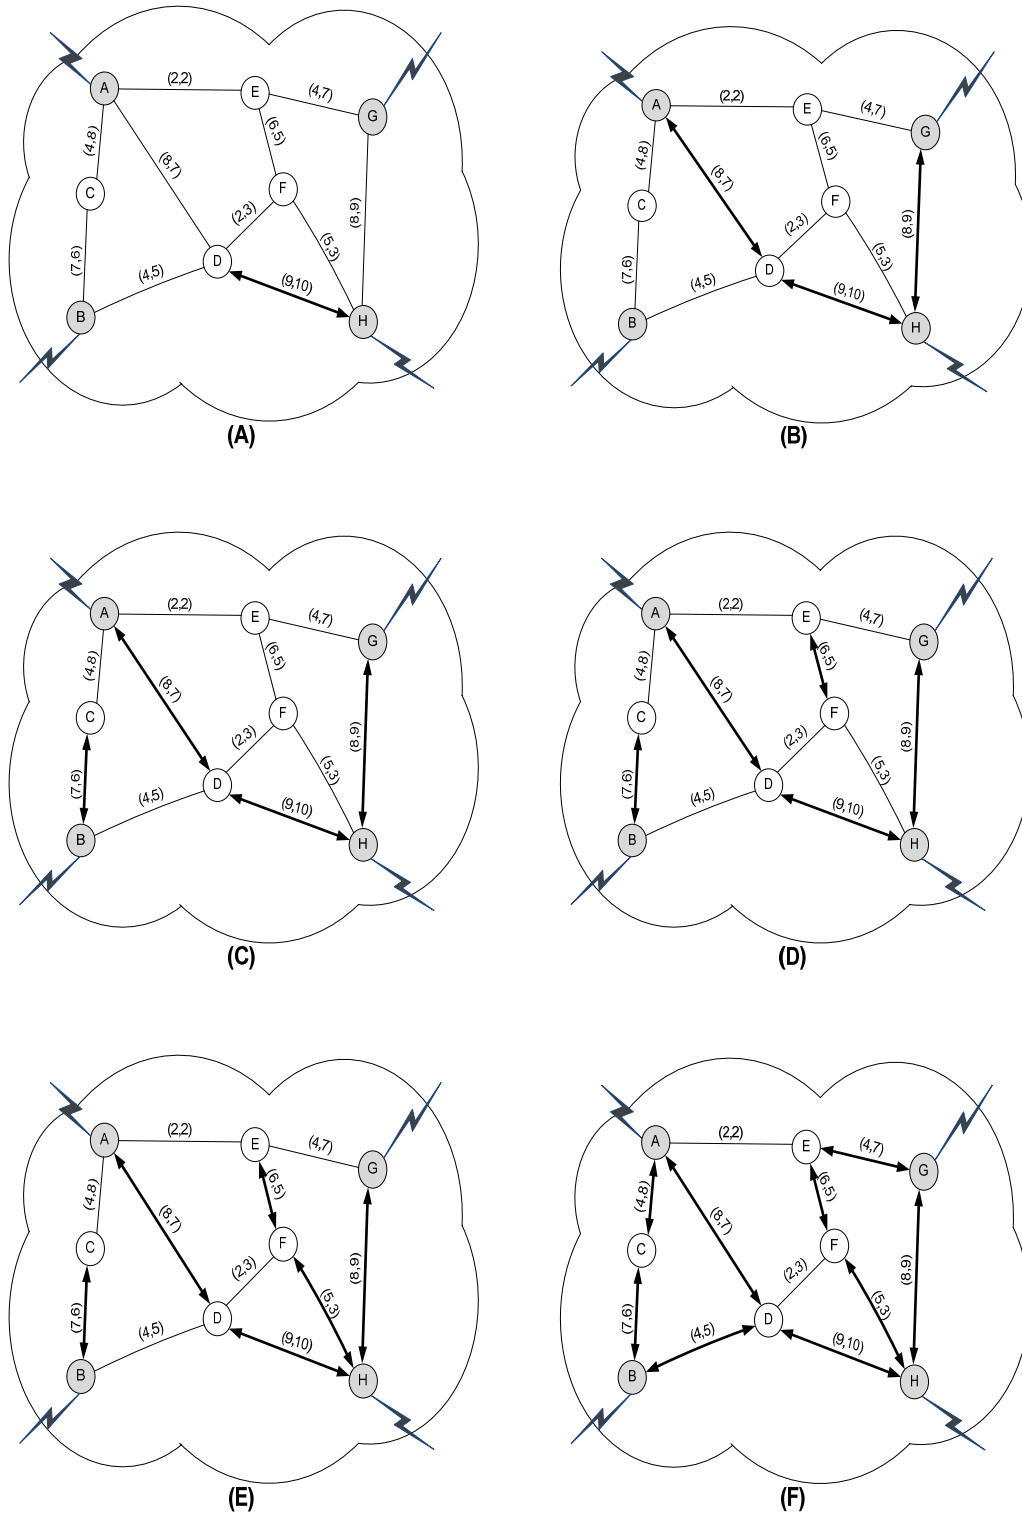 A
(2,2)
E
(4,7)
G
(4,8)
(8,7)
(6,5)
C
F
(2,3)
(7,6)
(4,5)
D
(5,3)
(8,9)
(9,10)
B
H
(A)
A
(2,2)
E
(4,7)
G
(4,8)
(8,7)
(6,5)
C
F
(2,3)
(7,6)
(4,5)
D
(5,3)
(8,9)
(9,10)
B
H
(B)
A
(2,2)
E
(4,7)
G
(4,8)
(8,7)
(6,5)
C
F
(2,3)
(7,6)
(4,5)
D
(5,3)
(8,9)
(9,10)
B
H
(C)
A
(2,2)
E
(4,7)
G
(4,8)
(8,7)
(6,5)
C
F
(2,3)
(7,6)
(4,5)
D
(5,3)
(8,9)
(9,10)
B
H
(D)
A
(2,2)
E
(4,7)
G
(4,8)
(8,7)
(6,5)
C
F
(2,3)
(7,6)
(4,5)
D
(5,3)
(8,9)
(9,10)
B
H
(E)
A
(2,2)
E
(4,7)
G
(4,8)
(8,7)
(6,5)
C
F
(2,3)
(7,6)
(4,5)
D
(5,3)
(8,9)
(9,10)
B
H
(F)